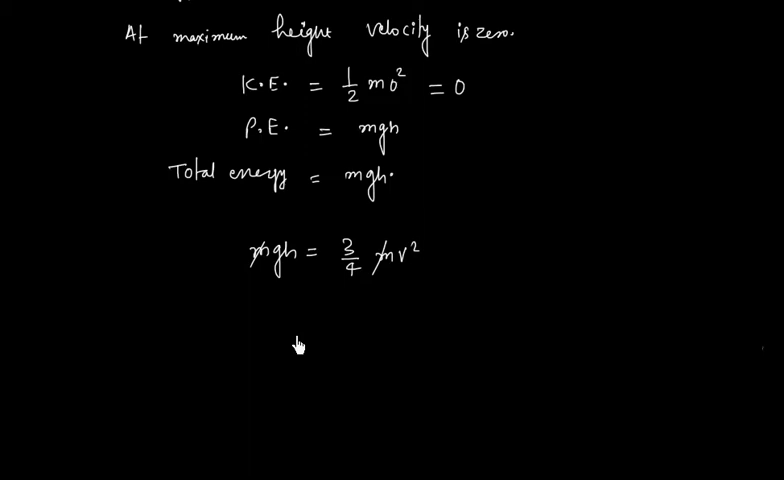 At maximum height velocity is zero.
K.E. = 1/2 m0² = 0
P.E. = mgh
Total energy = mgh.
mgh = 3/4 mv²